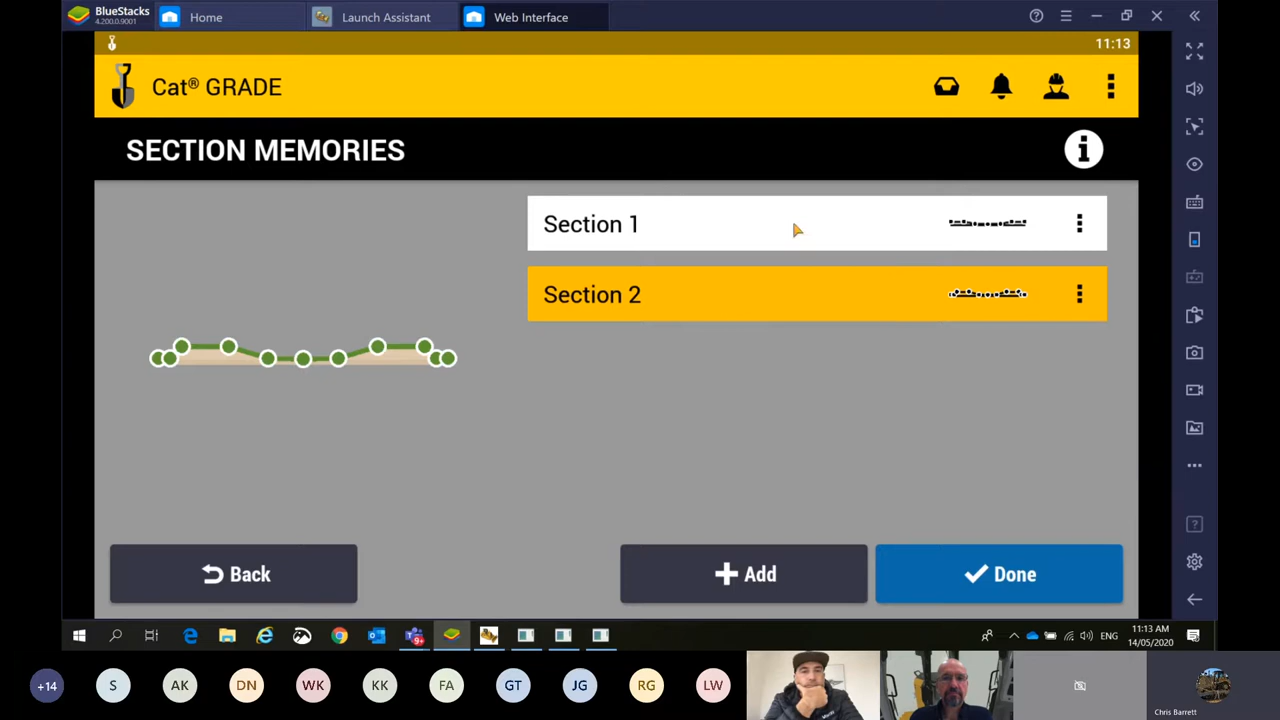 BlueStacks
4.200.0.9001
Home
Launch Assistant
Web Interface
11:13
Cat® GRADE
SECTION MEMORIES
Section 1
Section 2
Back
Add
Done
9+
ENG
11:13 AM
14/05/2020
+14
S
AK
DN
WK
KK
FA
GT
JG
RG
LW
Chris Barrett